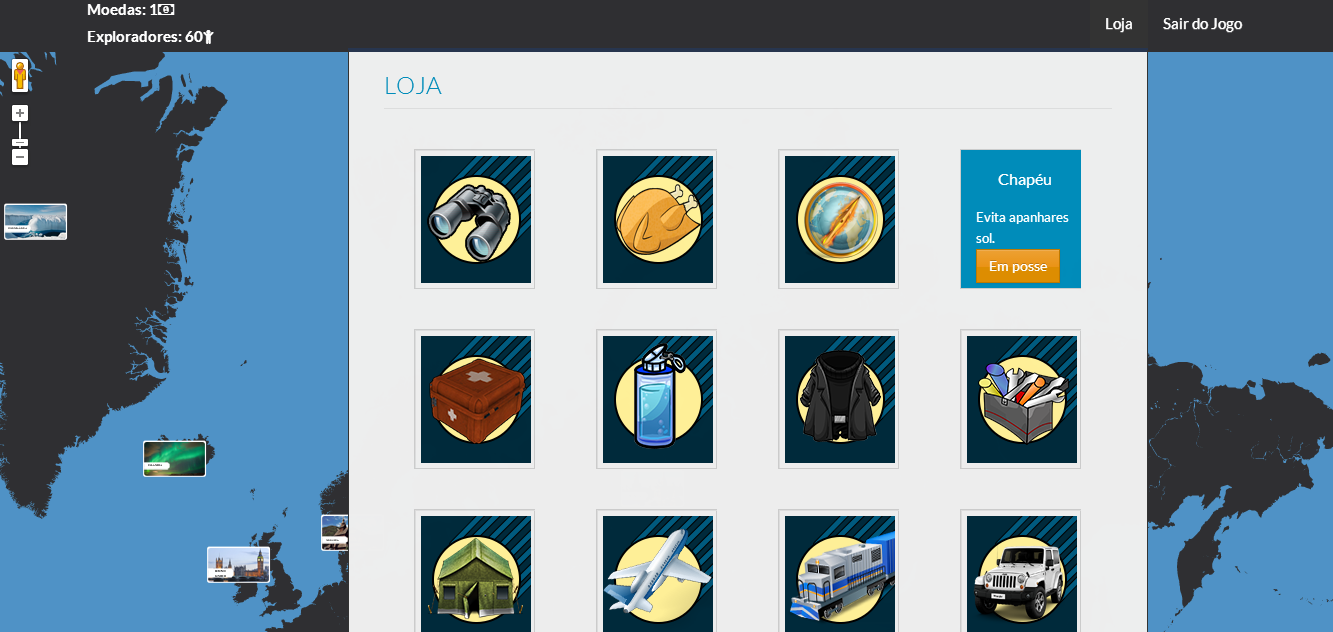 Moedas: 1
Exploradores: 60
Loja
Sair do Jogo
LOJA
Chapéu
Evita apanhares
sol.
Em posse